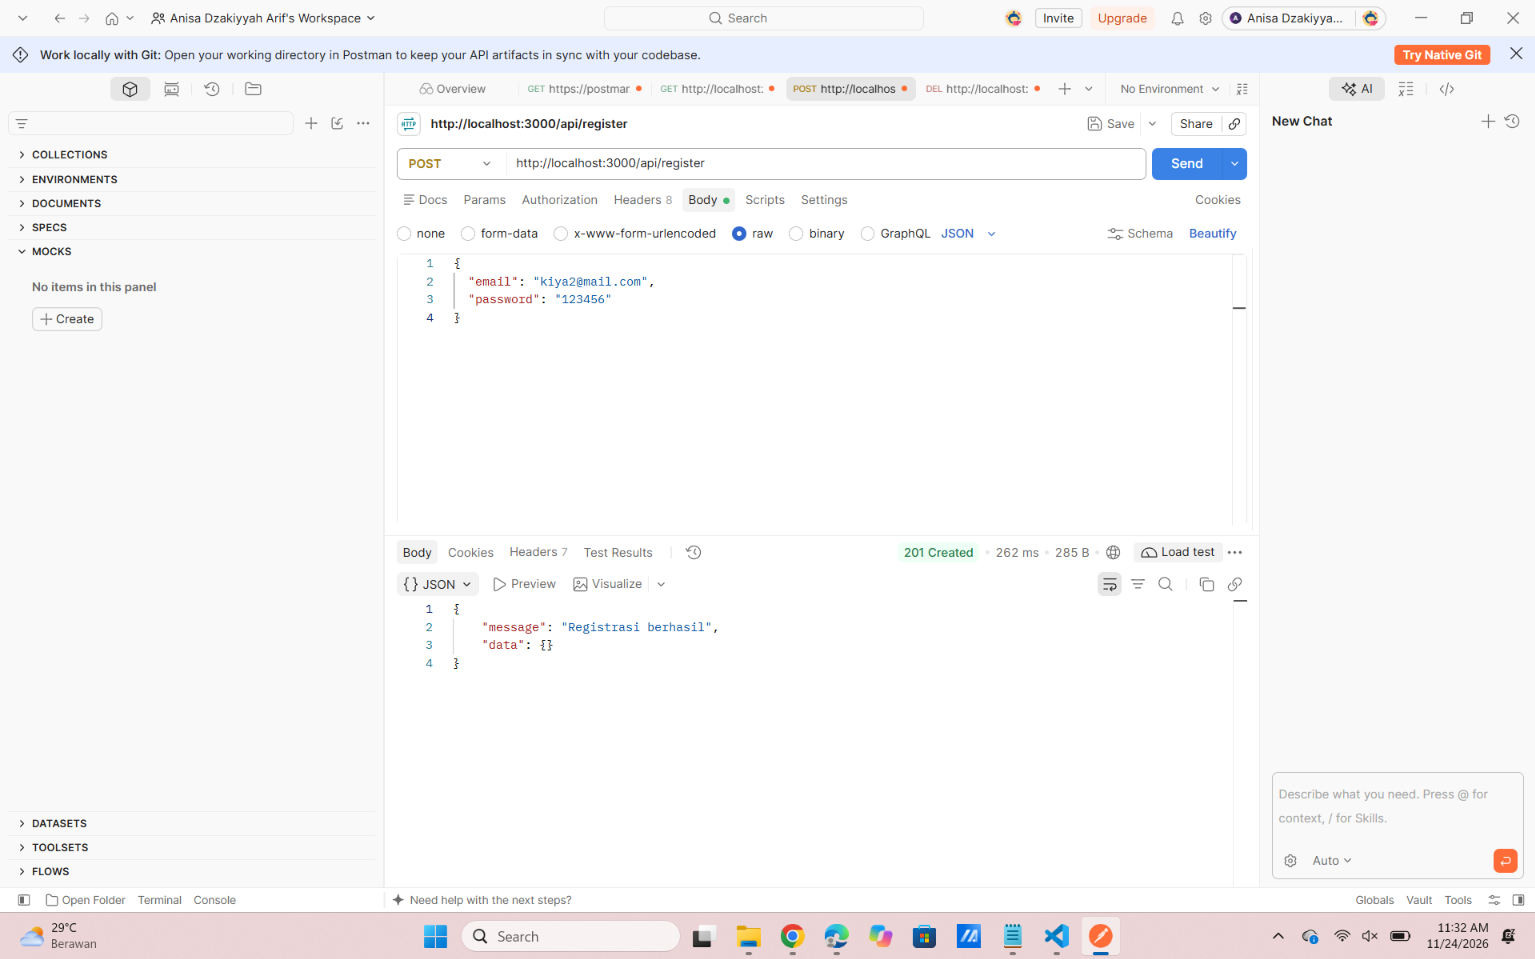 Anisa Dzakiyyah Arif's Workspace
Search
Invite
Upgrade
Anisa Dzakiyya...
Work locally with Git: Open your working directory in Postman to keep your API artifacts in sync with your codebase.
Try Native Git
Overview
GET https://postmar
GET http://localhost:
POST http://localhos
DEL http://localhost:
No Environment
AI
HTTP http://localhost:3000/api/register
Save
Share
New Chat
COLLECTIONS
ENVIRONMENTS
DOCUMENTS
SPECS
MOCKS
No items in this panel
Create
POST
http://localhost:3000/api/register
Send
Docs
Params
Authorization
Headers 8
Body
Scripts
Settings
Cookies
none
form-data
x-www-form-urlencoded
raw
binary
GraphQL
JSON
Schema
Beautify
1 {
2 "email": "kiya2@mail.com",
3 "password": "123456"
4 }
Body
Cookies
Headers 7
Test Results
201 Created
262 ms
285 B
Load test
{} JSON
Preview
Visualize
1 {
2 "message": "Registrasi berhasil",
3 "data": {}
4 }
Describe what you need. Press @ for
context, / for Skills.
Auto
DATASETS
TOOLSETS
FLOWS
Open Folder
Terminal
Console
Need help with the next steps?
Globals
Vault
Tools
29°C
Berawan
Search
11:32 AM
11/24/2026